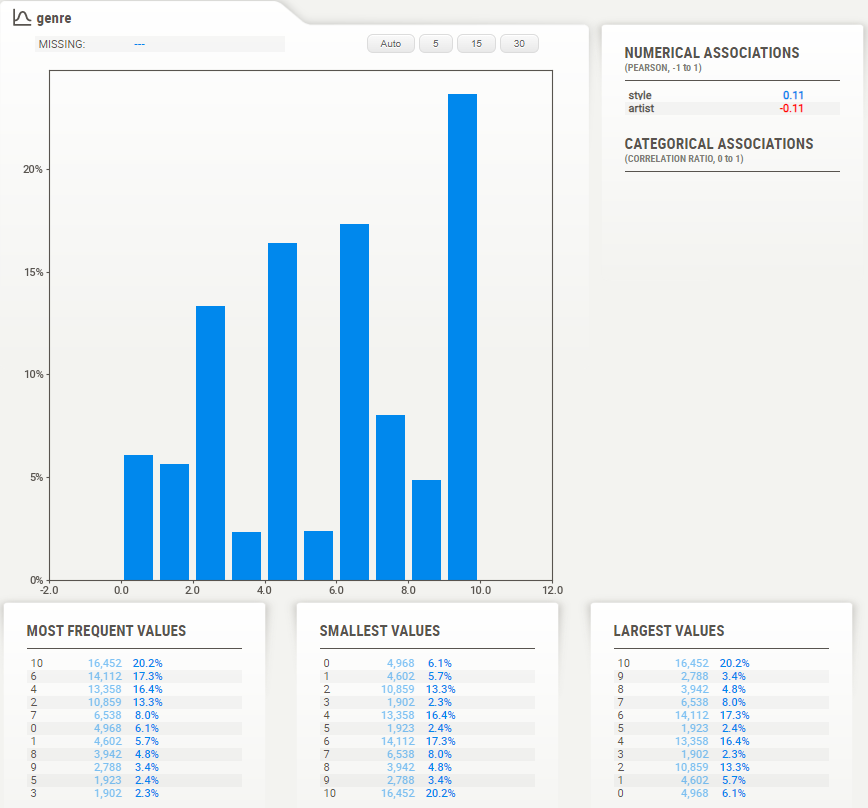 genre
MISSING: ---
Auto 5 15 30
20%
15%
10%
5%
0%
-2.0 0.0 2.0 4.0 6.0 8.0 10.0 12.0
NUMERICAL ASSOCIATIONS
(PEARSON, -1 to 1)
style 0.11
artist -0.11
CATEGORICAL ASSOCIATIONS
(CORRELATION RATIO, 0 to 1)
MOST FREQUENT VALUES
10 16,452 20.2%
6 14,112 17.3%
4 13,358 16.4%
2 10,859 13.3%
7 6,538 8.0%
0 4,968 6.1%
1 4,602 5.7%
8 3,942 4.8%
9 2,788 3.4%
5 1,923 2.4%
3 1,902 2.3%
SMALLEST VALUES
0 4,968 6.1%
1 4,602 5.7%
2 10,859 13.3%
3 1,902 2.3%
4 13,358 16.4%
5 1,923 2.4%
6 14,112 17.3%
7 6,538 8.0%
8 3,942 4.8%
9 2,788 3.4%
10 16,452 20.2%
LARGEST VALUES
10 16,452 20.2%
9 2,788 3.4%
8 3,942 4.8%
7 6,538 8.0%
6 14,112 17.3%
5 1,923 2.4%
4 13,358 16.4%
3 1,902 2.3%
2 10,859 13.3%
1 4,602 5.7%
0 4,968 6.1%